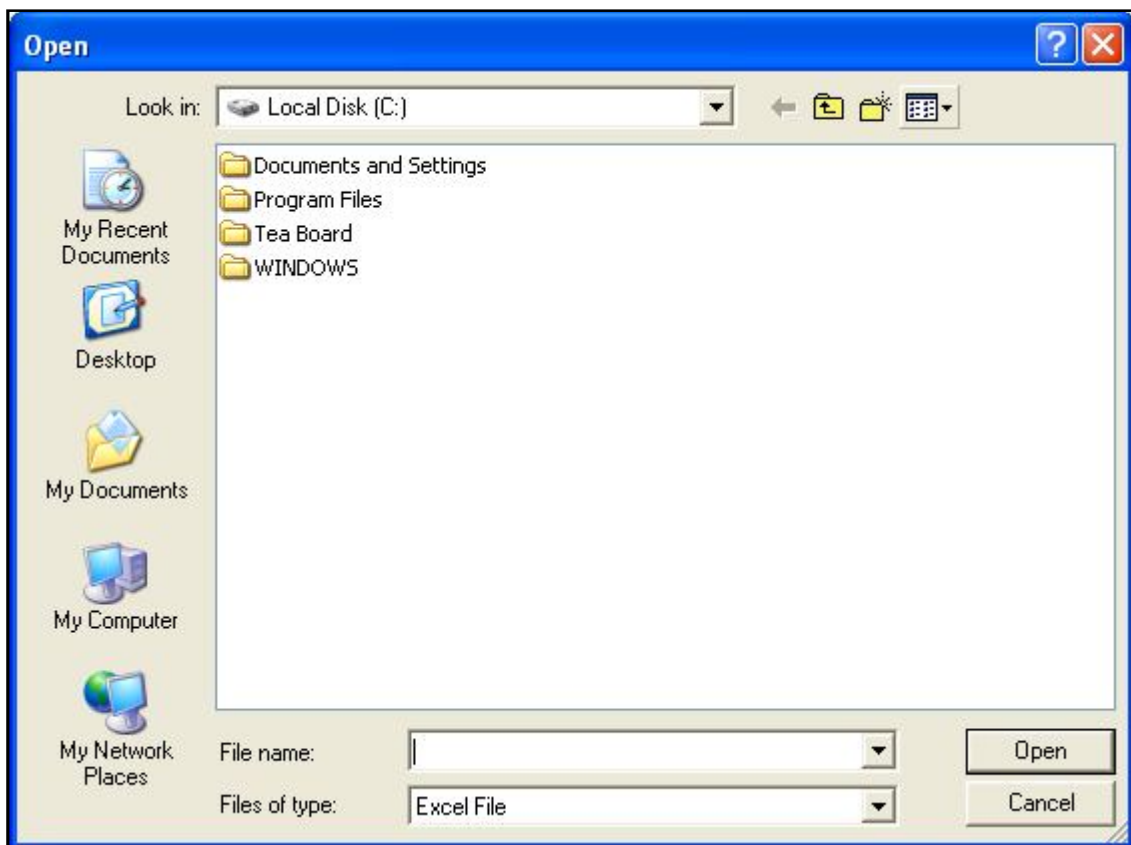 Open
Look in:
Local Disk (C:)
Documents and Settings
Program Files
Tea Board
WINDOWS
My Recent
Documents
Desktop
My Documents
My Computer
My Network
Places
File name:
Open
Files of type:
Excel File
Cancel